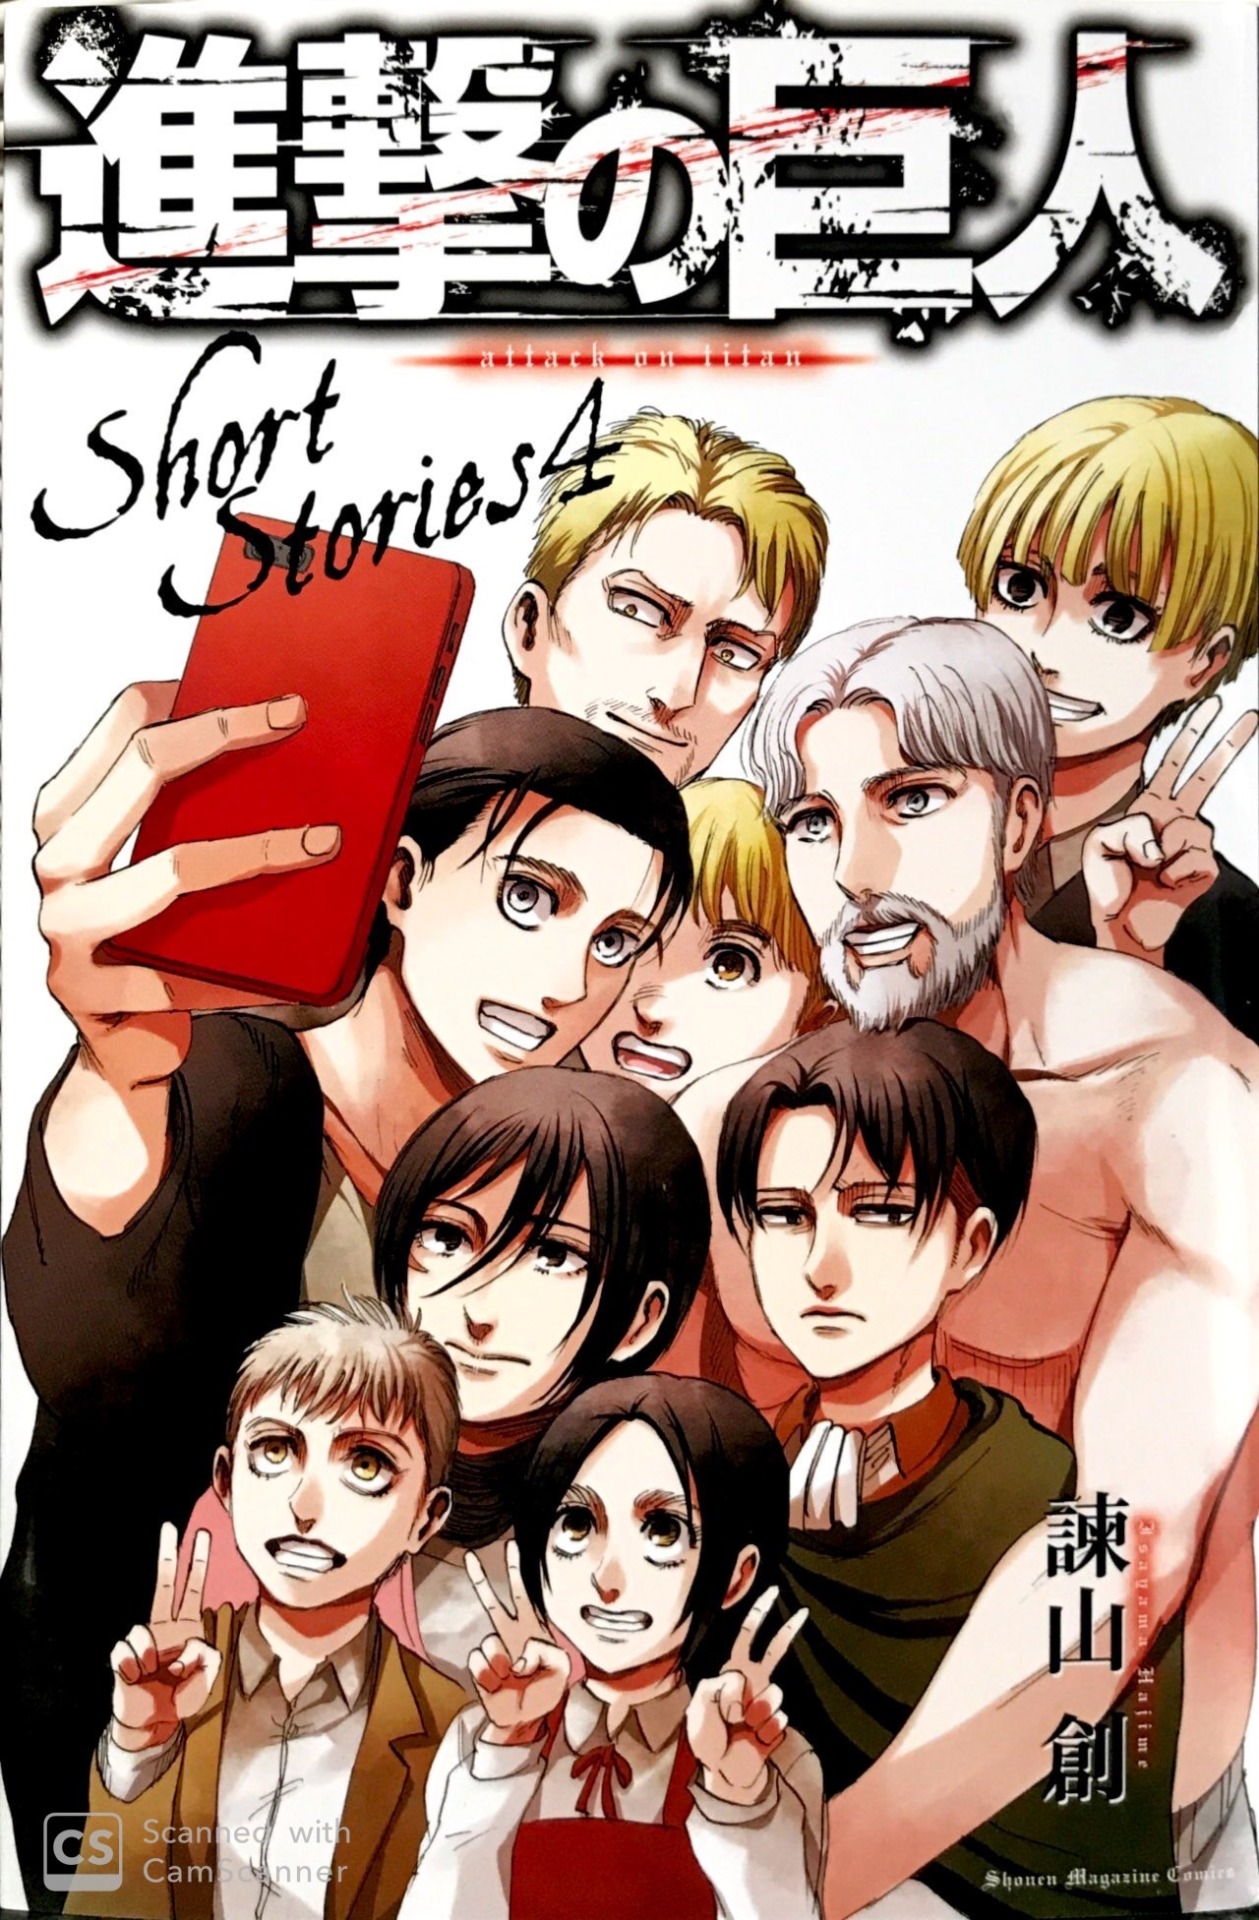 進撃の巨人
attack on titan
Short
Stories 4
諫山創
Isayama Hajime
Shonen Magazine Comics
CS
Scanned with
CamScanner